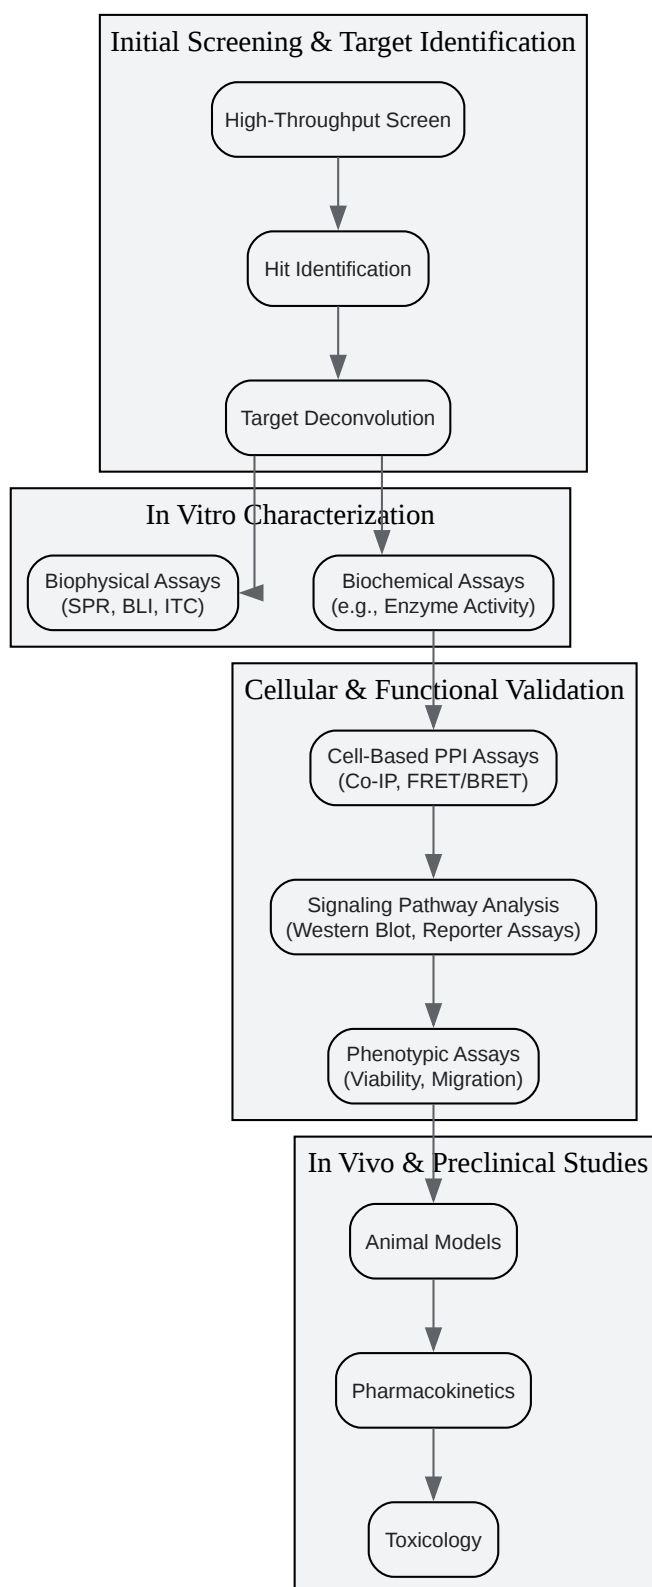 Initial Screening & Target Identification
High-Throughput Screen
Hit Identification
Target Deconvolution
In Vitro Characterization
Biophysical Assays
(SPR, BLI, ITC)
Biochemical Assays
(e.g., Enzyme Activity)
Cellular & Functional Validation
Cell-Based PPI Assays
(Co-IP, FRET/BRET)
Signaling Pathway Analysis
(Western Blot, Reporter Assays)
Phenotypic Assays
(Viability, Migration)
In Vivo & Preclinical Studies
Animal Models
Pharmacokinetics
Toxicology